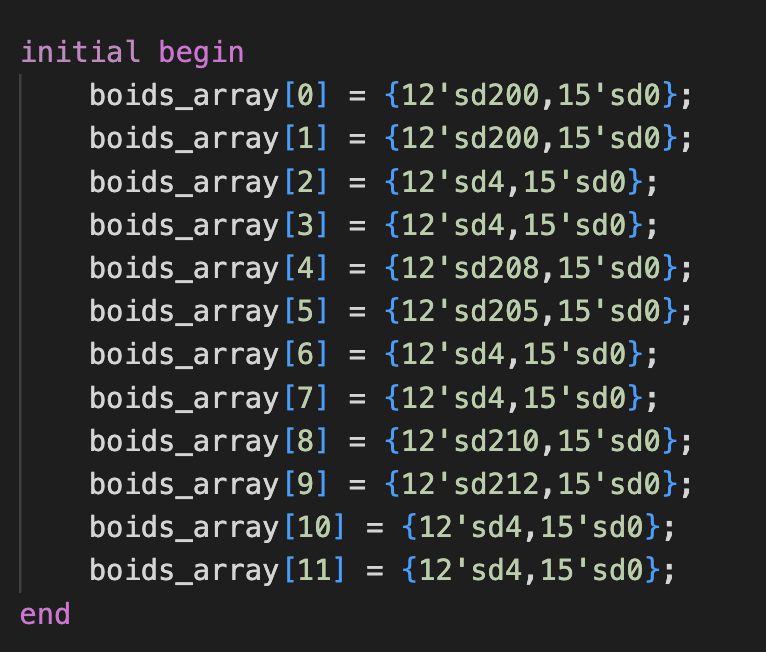 initial begin
    boids_array[0] = {12'sd200,15'sd0};
    boids_array[1] = {12'sd200,15'sd0};
    boids_array[2] = {12'sd4,15'sd0};
    boids_array[3] = {12'sd4,15'sd0};
    boids_array[4] = {12'sd208,15'sd0};
    boids_array[5] = {12'sd205,15'sd0};
    boids_array[6] = {12'sd4,15'sd0};
    boids_array[7] = {12'sd4,15'sd0};
    boids_array[8] = {12'sd210,15'sd0};
    boids_array[9] = {12'sd212,15'sd0};
    boids_array[10] = {12'sd4,15'sd0};
    boids_array[11] = {12'sd4,15'sd0};
end